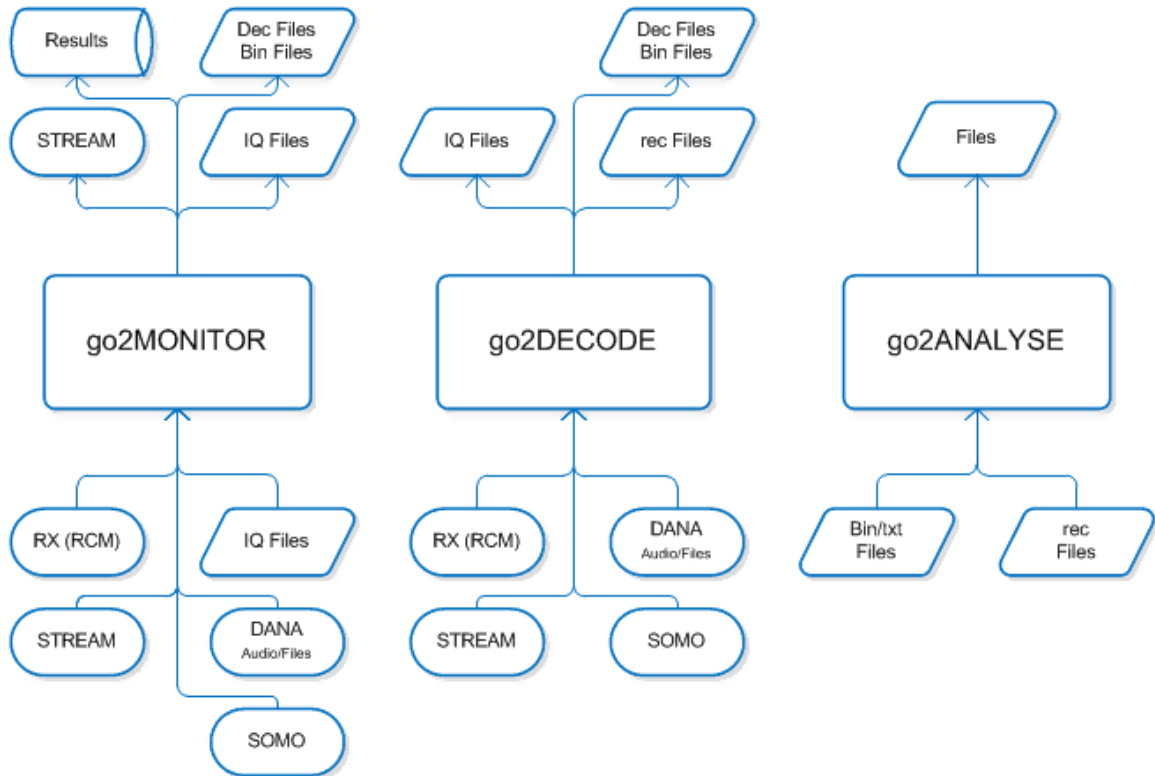 Results
Dec Files
Bin Files
STREAM
IQ Files
go2MONITOR
RX (RCM)
IQ Files
STREAM
DANA
Audio/Files
SOMO
Dec Files
Bin Files
IQ Files
rec Files
go2DECODE
RX (RCM)
DANA
Audio/Files
STREAM
SOMO
Files
go2ANALYSE
Bin/txt
Files
rec
Files